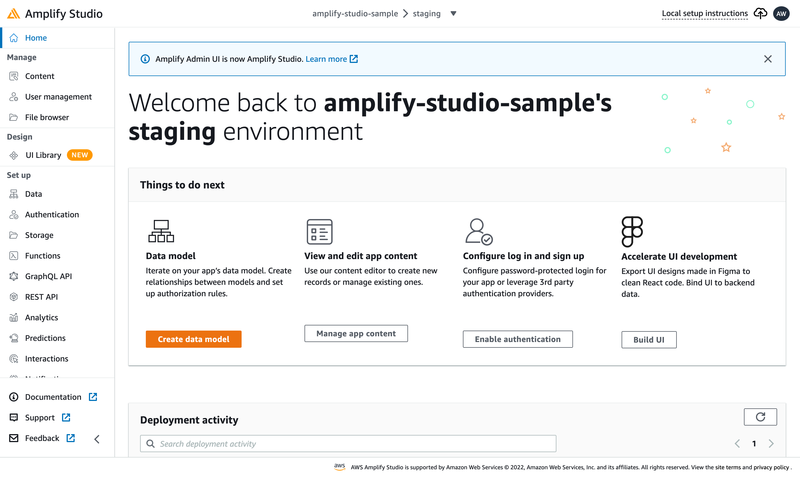 Amplify Studio
amplify-studio-sample
staging
Local setup instructions
AW
Home
Manage
Content
User management
File browser
Design
UI Library NEW
Set up
Data
Authentication
Storage
Functions
GraphQL API
REST API
Analytics
Predictions
Interactions
Documentation
Support
Feedback
Amplify Admin UI is now Amplify Studio. Learn more
Welcome back to amplify-studio-sample's
staging environment
Things to do next
Data model
Iterate on your app's data model. Create
relationships between models and set
up authorization rules.
Create data model
View and edit app content
Use our content editor to create new
records or manage existing ones.
Manage app content
Configure log in and sign up
Configure password-protected login for
your app or leverage 3rd party
authentication providers.
Enable authentication
Accelerate UI development
Export UI designs made in Figma to
clean React code. Bind UI to backend
data.
Build UI
Deployment activity
Search deployment activity
1
aws AWS Amplify Studio is supported by Amazon Web Services © 2022, Amazon Web Services, Inc. and its affiliates. All rights reserved. View the site terms and privacy policy .